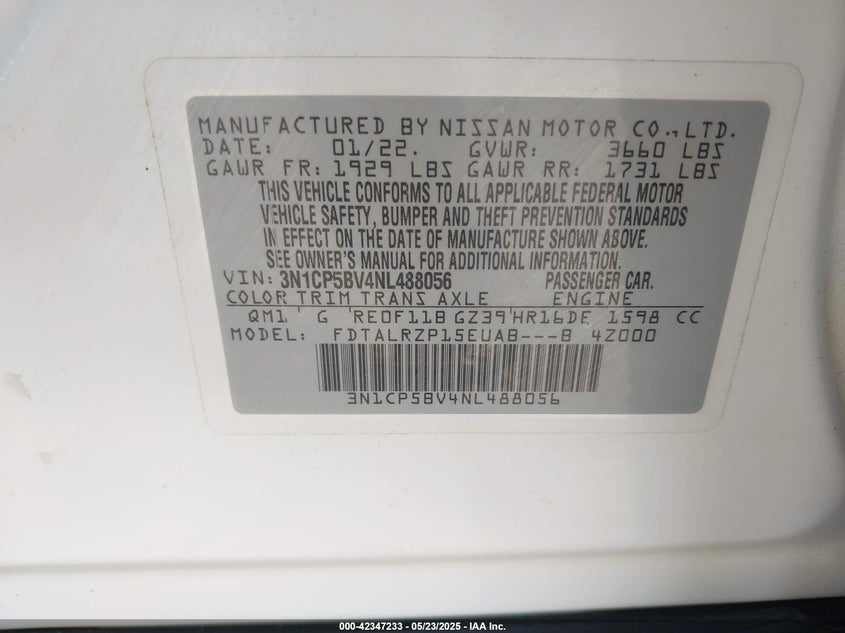 MANUFACTURED BY NISSAN MOTOR CO.,LTD.
DATE: 01/22. GVWR: 3660 LBS
GAWR FR: 1929 LBS GAWR RR: 1731 LBS
THIS VEHICLE CONFORMS TO ALL APPLICABLE FEDERAL MOTOR
VEHICLE SAFETY, BUMPER AND THEFT PREVENTION STANDARDS
IN EFFECT ON THE DATE OF MANUFACTURE SHOWN ABOVE.
SEE OWNER'S MANUAL FOR ADDITIONAL INFORMATION.
VIN: 3N1CP5BV4NL488056 PASSENGER CAR.
COLOR TRIM TRANS AXLE ENGINE
QM1 ' G 'RE0F11B GZ39'HR16DE 1598 CC
MODEL: FDTALRZP15EUAB---B 4Z000
3N1CP5BV4NL488056
000-42347233 - 05/23/2025 - IAA Inc.